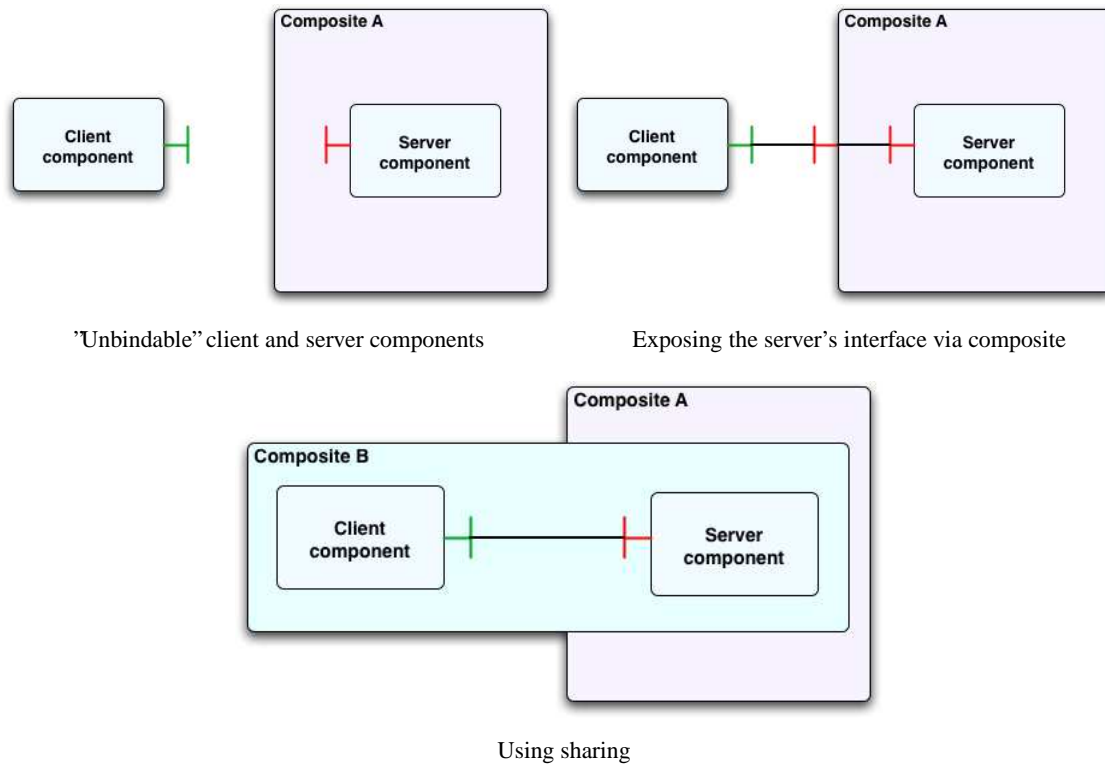 Composite A
Client
component
Server
component
”Unbindable” client and server components
Composite A
Client
component
Server
component
Exposing the server’s interface via composite
Composite A
Composite B
Client
component
Server
component
Using sharing